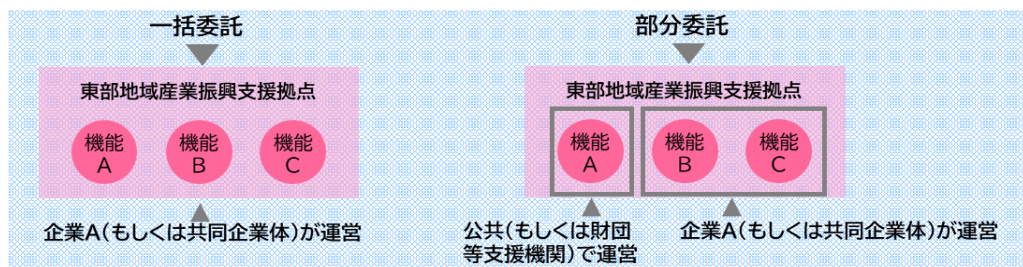 一括委託
東部地域産業振興支援拠点
機能
A
機能
B
機能
C
企業A(もしくは共同企業体)が運営
部分委託
東部地域産業振興支援拠点
機能
A
機能
B
機能
C
公共(もしくは財団
等支援機関)で運営
企業A(もしくは共同企業体)が運営